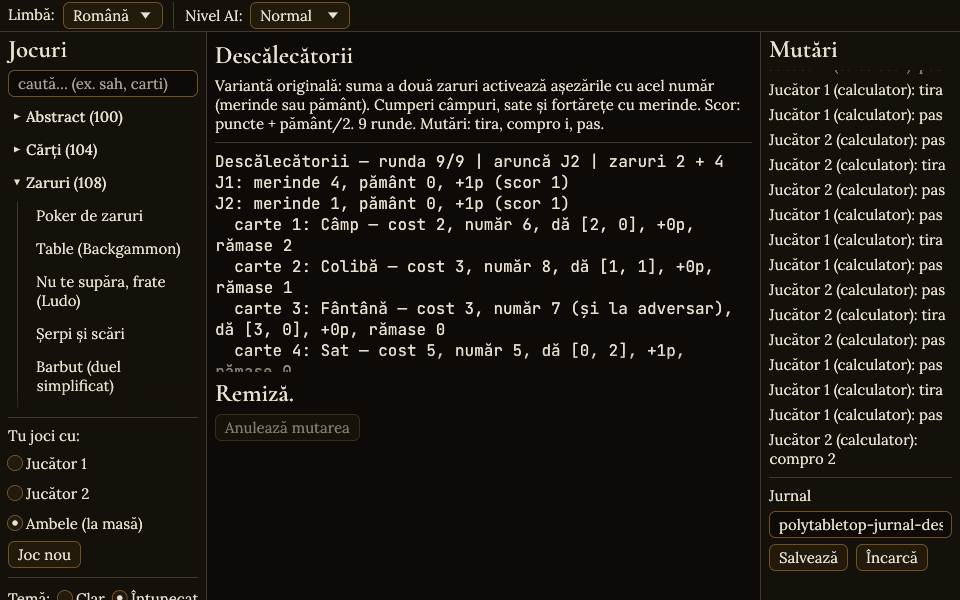 Limbă: Română Nivel AI: Normal
Jocuri
caută... (ex. sah, carti)
Abstract (100)
Cărți (104)
Zaruri (108)
Poker de zaruri
Table (Backgammon)
Nu te supăra, frate
(Ludo)
Șerpi și scări
Barbut (duel
simplificat)
Tu joci cu:
Jucător 1
Jucător 2
Ambele (la masă)
Joc nou
Temă: Clar Întunecat
Descălecătorii
Variantă originală: suma a două zaruri activează așezările cu acel număr
(merinde sau pământ). Cumperi câmpuri, sate și fortărețe cu merinde. Scor:
puncte + pământ/2. 9 runde. Mutări: tira, compro i, pas.
Descălecătorii — runda 9/9 | aruncă J2 | zaruri 2 + 4
J1: merinde 4, pământ 0, +1p (scor 1)
J2: merinde 1, pământ 0, +1p (scor 1)
carte 1: Câmp — cost 2, număr 6, dă [2, 0], +0p,
rămase 2
carte 2: Colibă — cost 3, număr 8, dă [1, 1], +0p,
rămase 1
carte 3: Fântână — cost 3, număr 7 (și la adversar),
dă [3, 0], +0p, rămase 0
carte 4: Sat — cost 5, număr 5, dă [0, 2], +1p,
rămase 0
Remiză.
Anulează mutarea
Mutări
Jucător 1 (calculator): tira
Jucător 1 (calculator): pas
Jucător 2 (calculator): pas
Jucător 2 (calculator): tira
Jucător 2 (calculator): pas
Jucător 1 (calculator): pas
Jucător 1 (calculator): tira
Jucător 1 (calculator): pas
Jucător 2 (calculator): pas
Jucător 2 (calculator): tira
Jucător 2 (calculator): pas
Jucător 1 (calculator): pas
Jucător 1 (calculator): tira
Jucător 1 (calculator): pas
Jucător 2 (calculator):
compro 2
Jurnal
polytabletop-jurnal-des
Salvează Încarcă